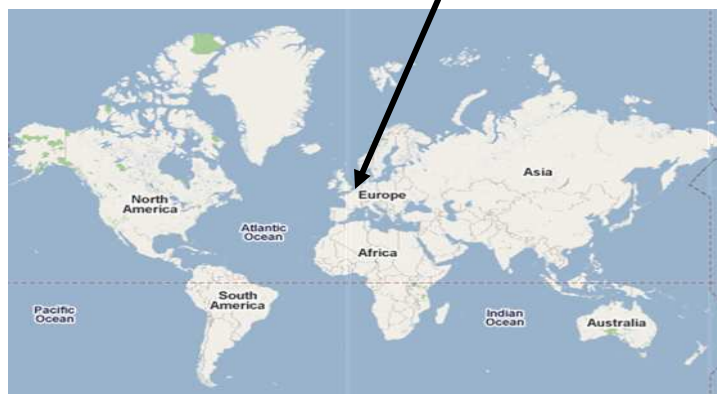 Asia
North
America
Europe
Atlantic
Ocean
Africa
South
America
Pacific
Ocean
Indian
Ocean
Australia